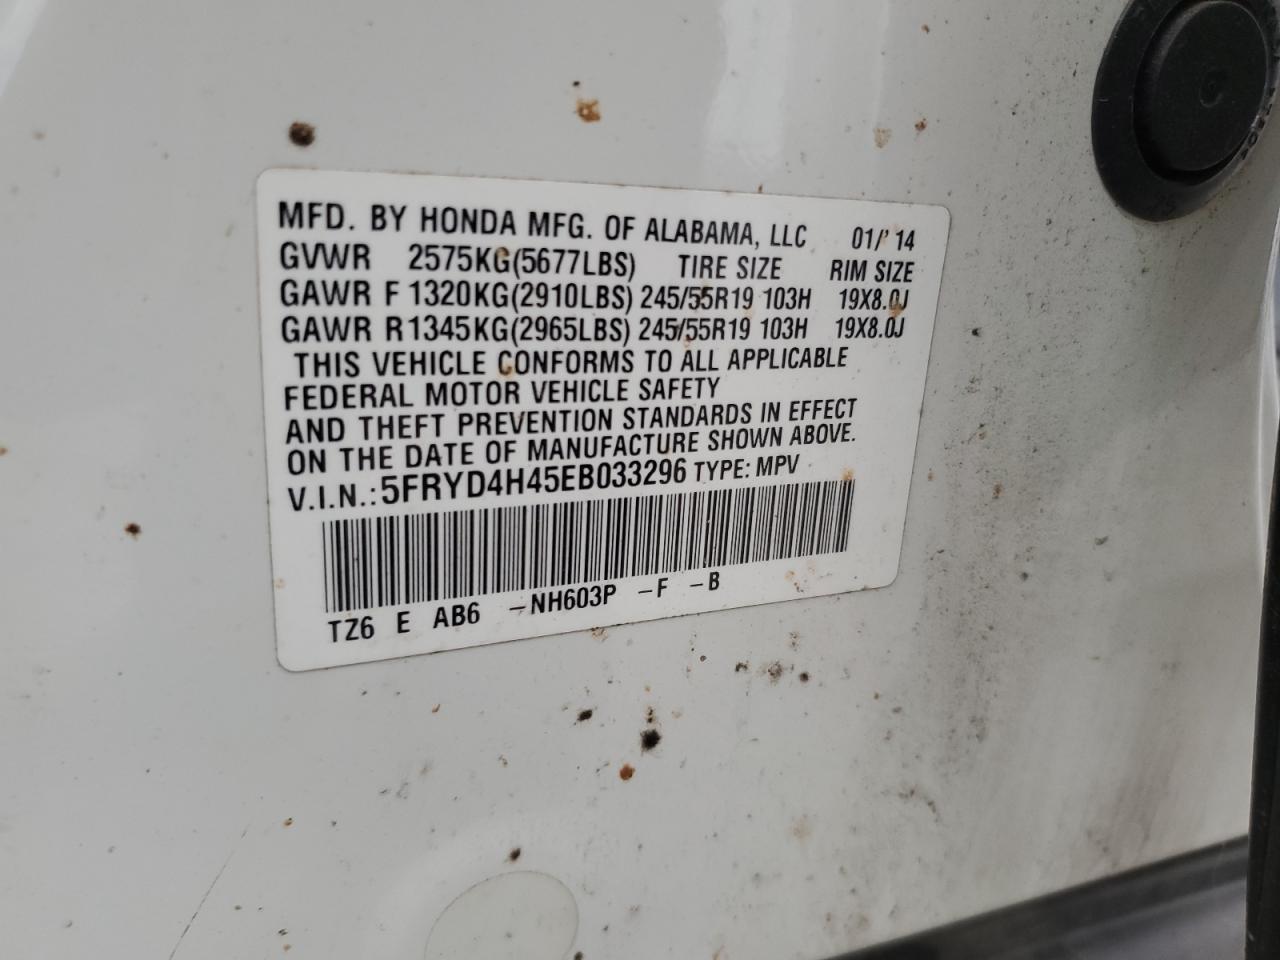 MFD. BY HONDA MFG. OF ALABAMA, LLC 01/'14
GVWR 2575KG(5677LBS) TIRE SIZE RIM SIZE
GAWR F 1320KG(2910LBS) 245/55R19 103H 19X8.0J
GAWR R1345KG(2965LBS) 245/55R19 103H 19X8.0J
THIS VEHICLE CONFORMS TO ALL APPLICABLE
FEDERAL MOTOR VEHICLE SAFETY
AND THEFT PREVENTION STANDARDS IN EFFECT
ON THE DATE OF MANUFACTURE SHOWN ABOVE.
V.I.N.: 5FRYD4H45EB033296 TYPE: MPV
TZ6 E AB6 -NH603P -F -B